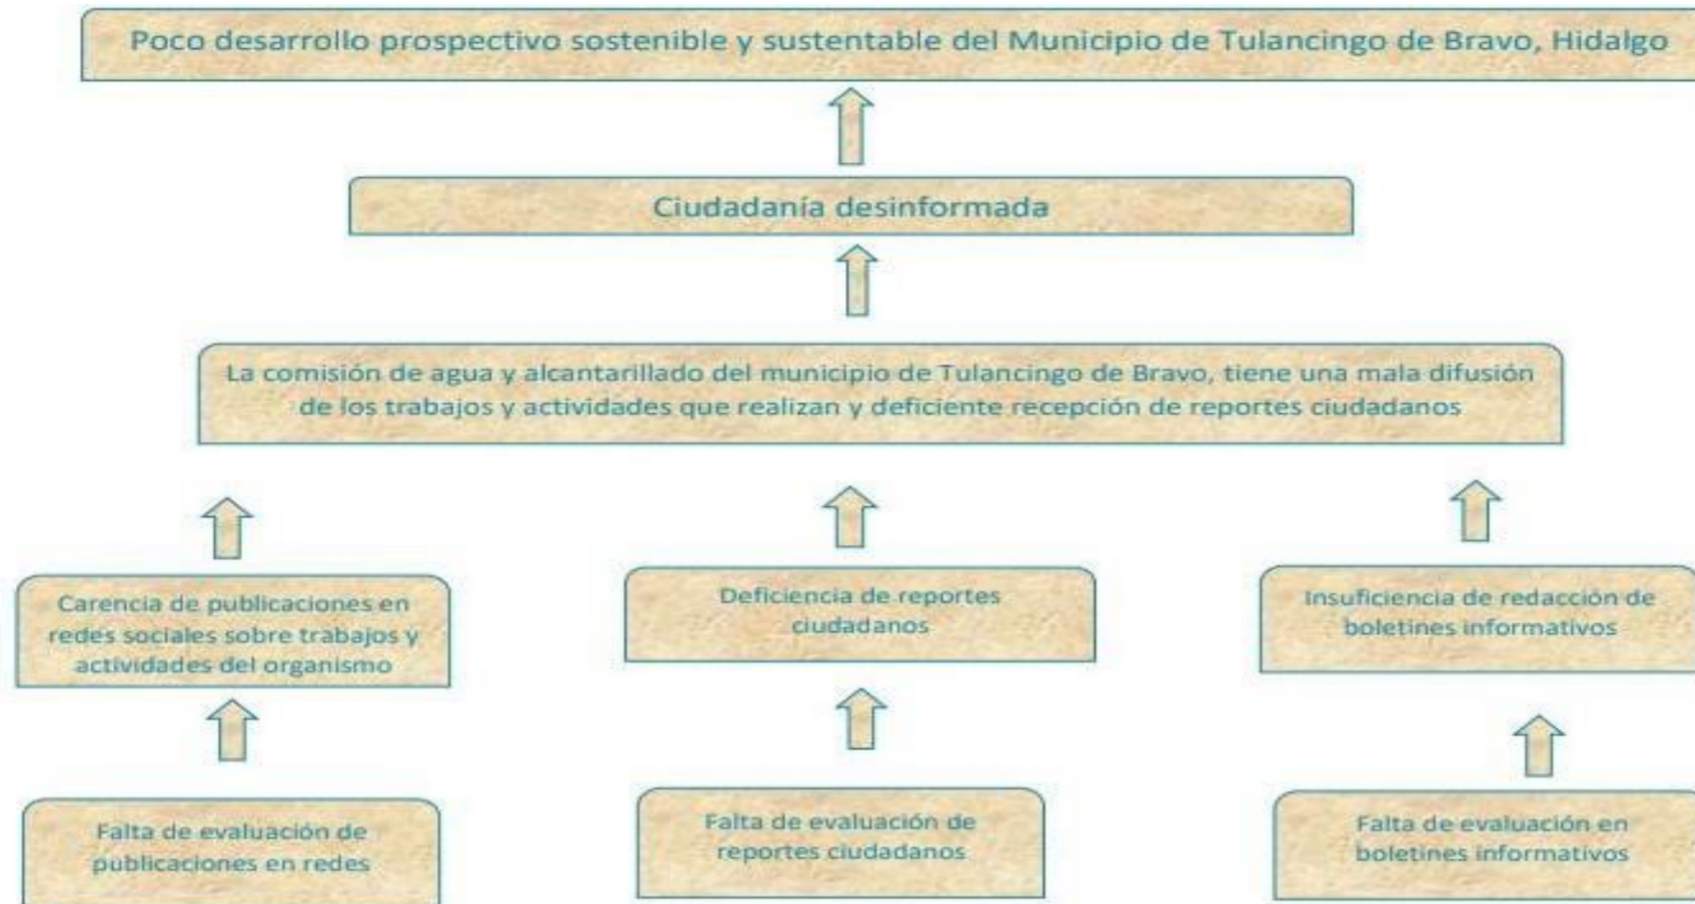 Poco desarrollo prospectivo sostenible y sustentable del Municipio de Tulancingo de Bravo, Hidalgo
Ciudadanía desinformada
La comisión de agua y alcantarillado del municipio de Tulancingo de Bravo, tiene una mala difusión
de los trabajos y actividades que realizan y deficiente recepción de reportes ciudadanos
Carencia de publicaciones en
redes sociales sobre trabajos y
actividades del organismo
Deficiencia de reportes
ciudadanos
Insuficiencia de redacción de
boletines informativos
Falta de evaluación de
publicaciones en redes
Falta de evaluación de
reportes ciudadanos
Falta de evaluación en
boletines informativos